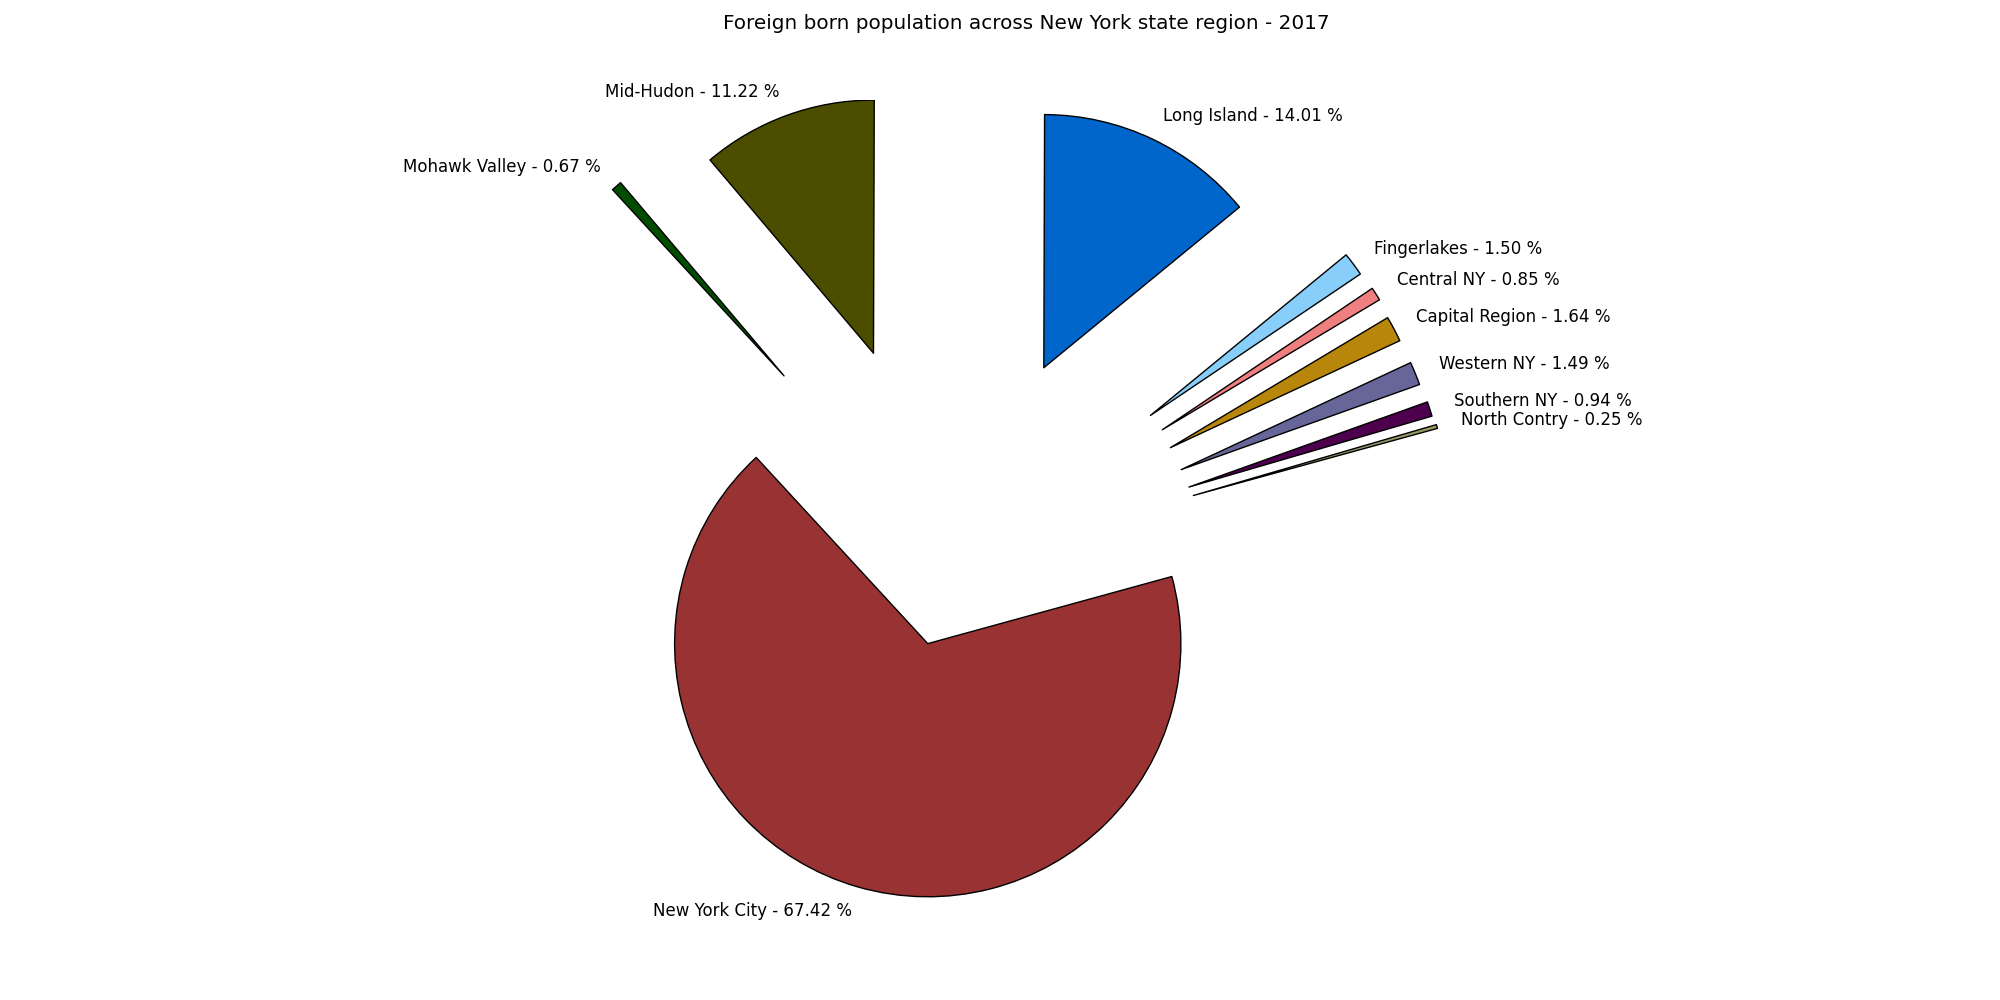 Foreign born population across New York state region - 2017
Mid-Hudon - 11.22 %
Long Island - 14.01 %
Mohawk Valley - 0.67 %
Fingerlakes - 1.50 %
Central NY - 0.85 %
Capital Region - 1.64 %
Western NY - 1.49 %
Southern NY - 0.94 %
North Contry - 0.25 %
New York City - 67.42 %